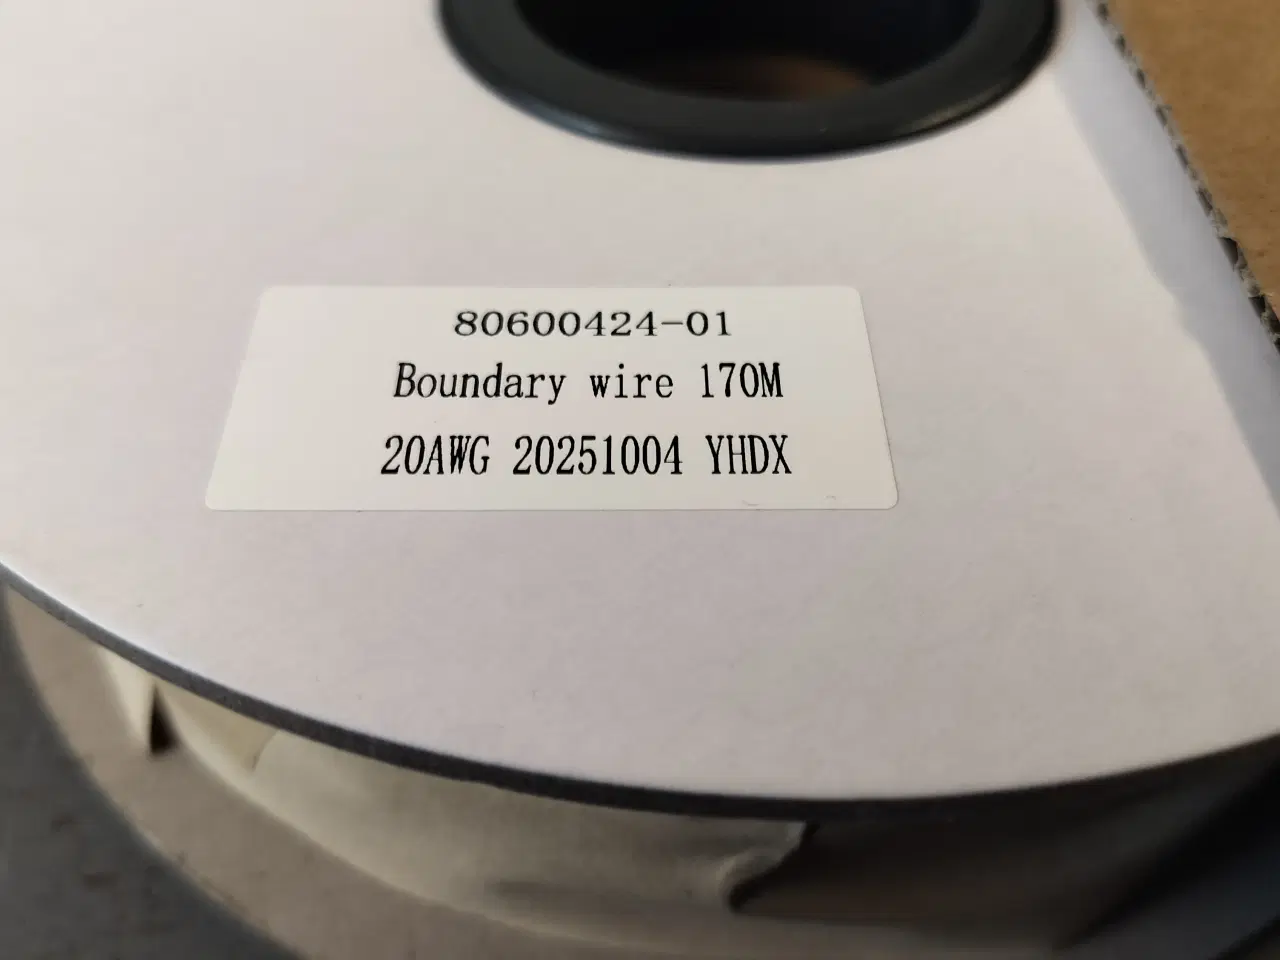 80600424-01
Boundary wire 170M
20AWG 20251004 YHDX